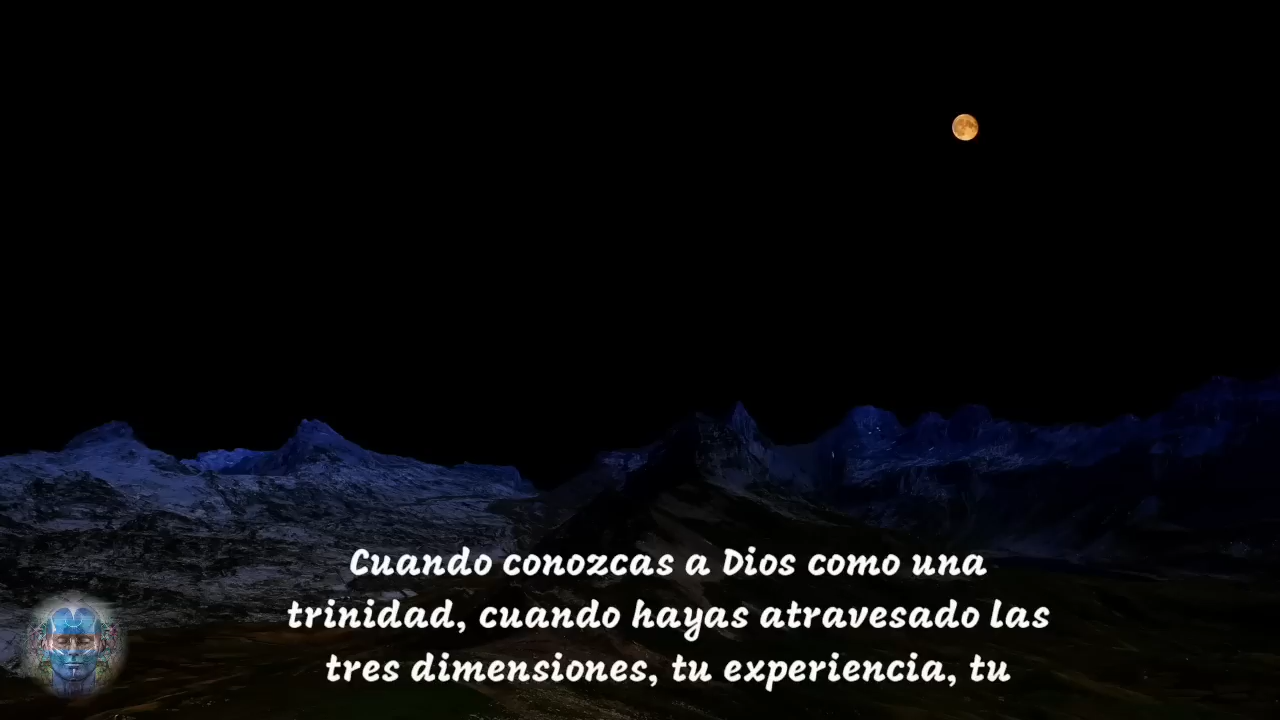 Cuando conozcas a Dios como una
trinidad, cuando hayas atravesado las
tres dimensiones, tu experiencia, tu